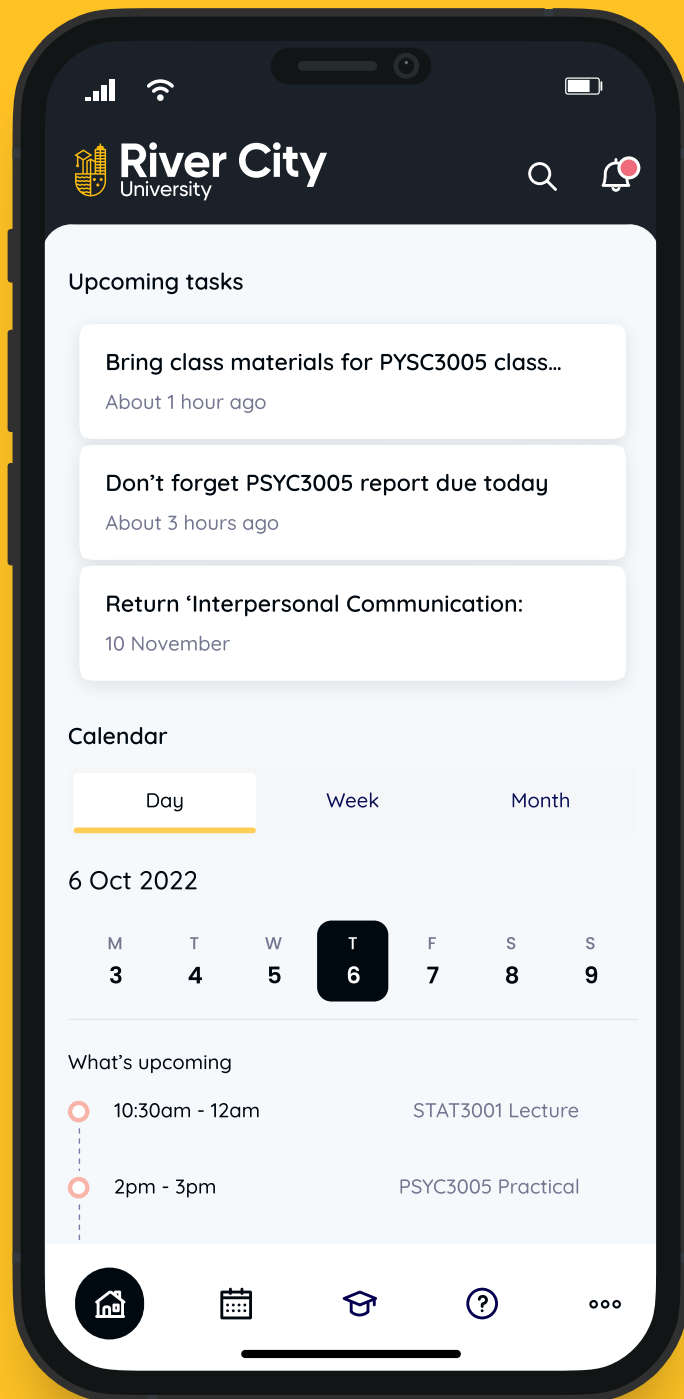 River City
University
Upcoming tasks
Bring class materials for PYSC3005 class...
About 1 hour ago
Don’t forget PSYC3005 report due today
About 3 hours ago
Return ‘Interpersonal Communication:
10 November
Calendar
Day Week Month
6 Oct 2022
M T W T F S S
3 4 5 6 7 8 9
What’s upcoming
10:30am - 12am STAT3001 Lecture
2pm - 3pm PSYC3005 Practical